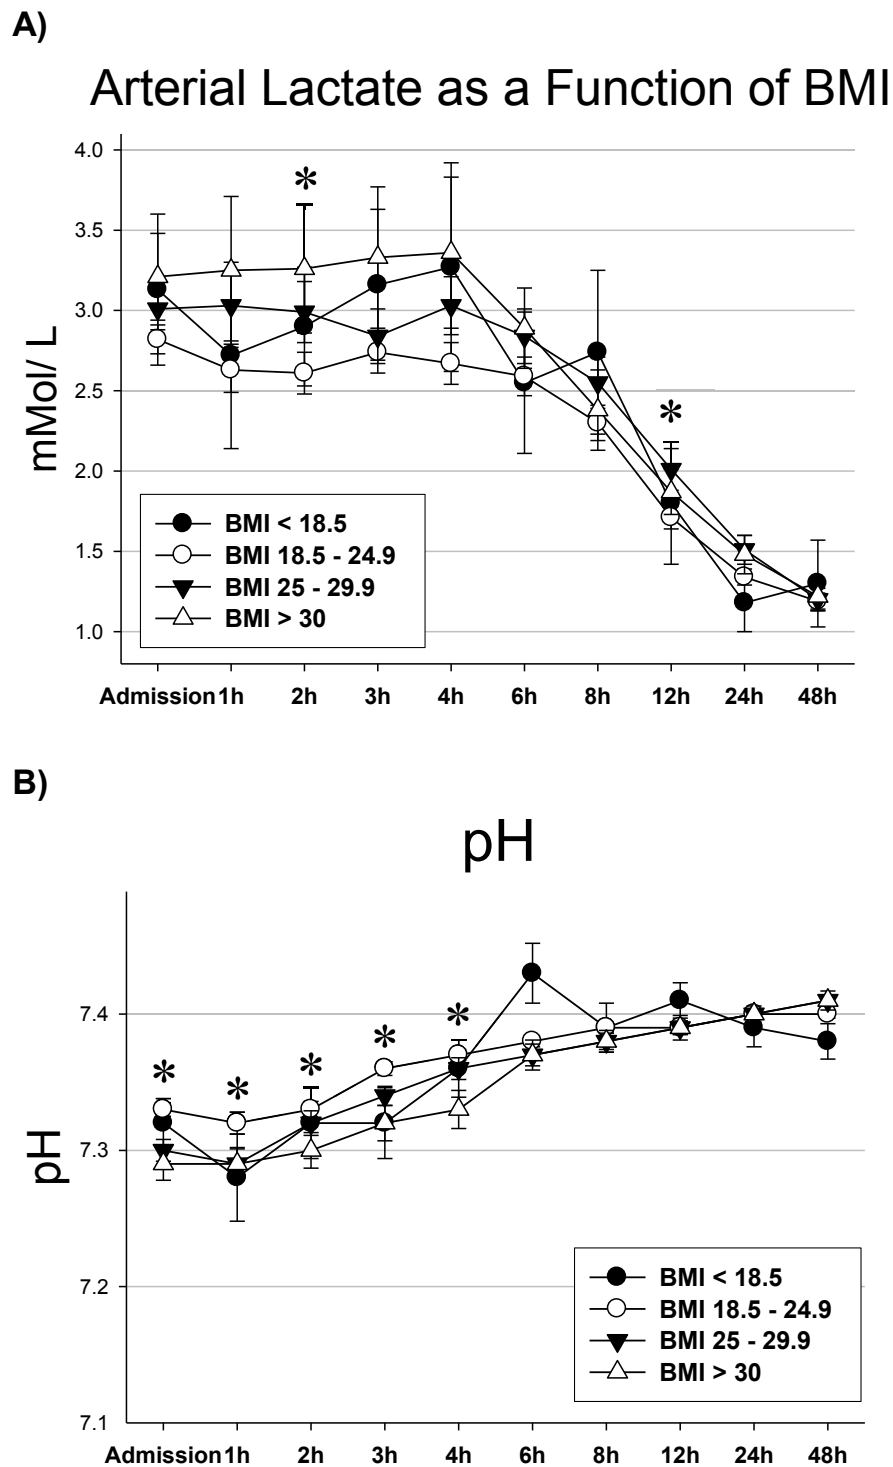 A)
Arterial Lactate as a Function of BMI
4.0
*
3.5
3.0
2.5
*
2.0
1.5
1.0
mMol/ L
BMI < 18.5
BMI 18.5 - 24.9
BMI 25 - 29.9
BMI > 30
Admission 1h 2h 3h 4h 6h 8h 12h 24h 48h
B)
pH
7.4
* * * * *
7.3
7.2
7.1
pH
BMI < 18.5
BMI 18.5 - 24.9
BMI 25 - 29.9
BMI > 30
Admission 1h 2h 3h 4h 6h 8h 12h 24h 48h